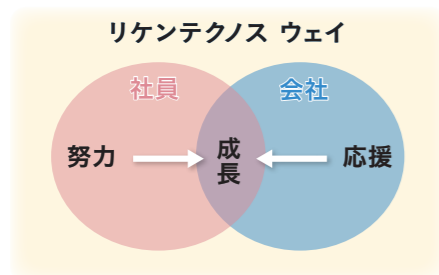 リケンテクノス ウェイ
社員
会社
努力
成長
応援